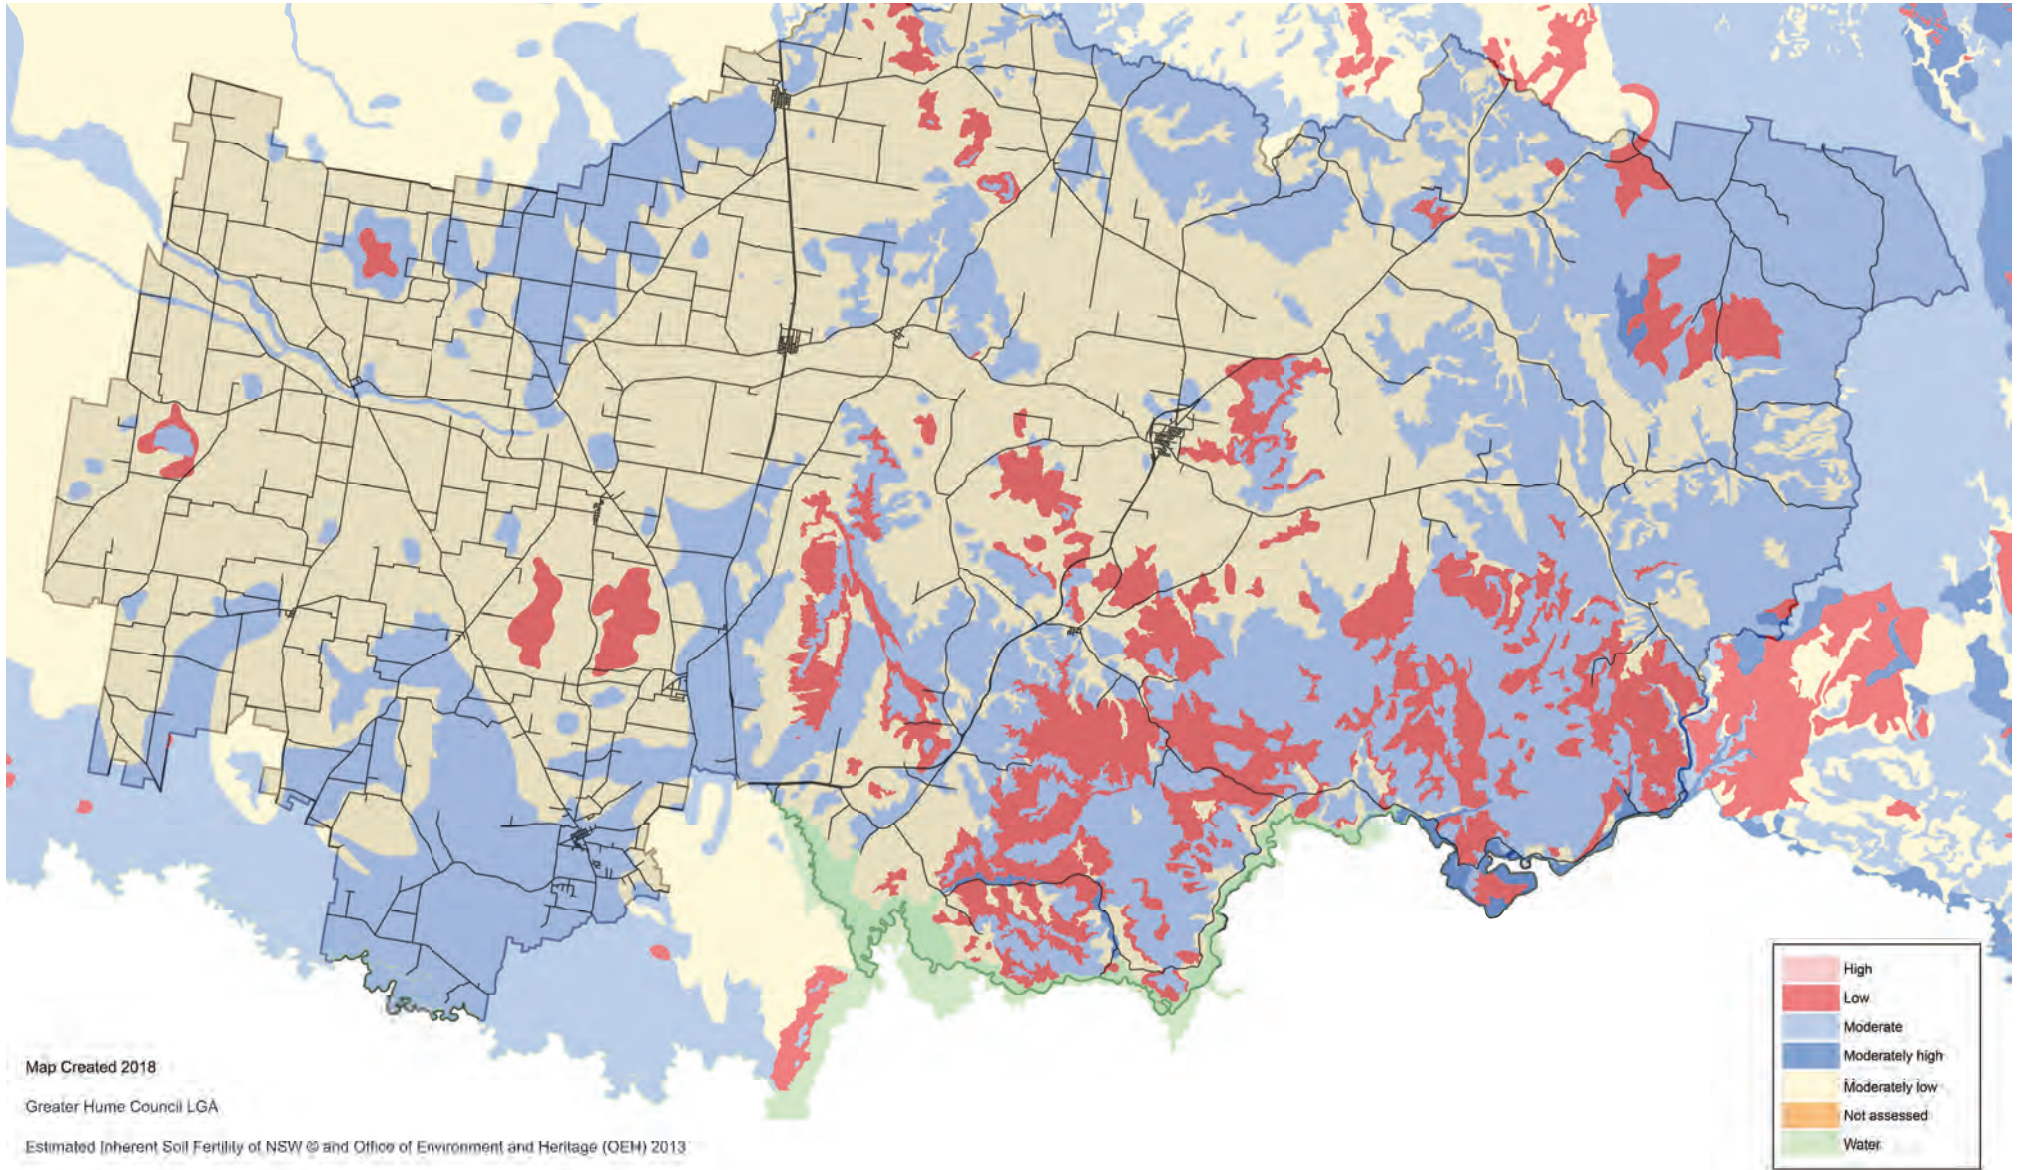 High
Low
Moderate
Moderately high
Moderately low
Not assessed
Water
Map Created 2018
Greater Hume Council LGA
Estimated Inherent Soil Fertility of NSW © and Office of Environment and Heritage (OEH) 2013